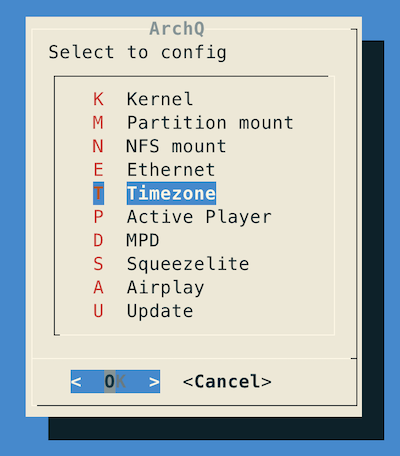 ArchQ
Select to config
K Kernel
M Partition mount
N NFS mount
E Ethernet
T Timezone
P Active Player
D MPD
S Squeezelite
A Airplay
U Update
< OK > <Cancel>